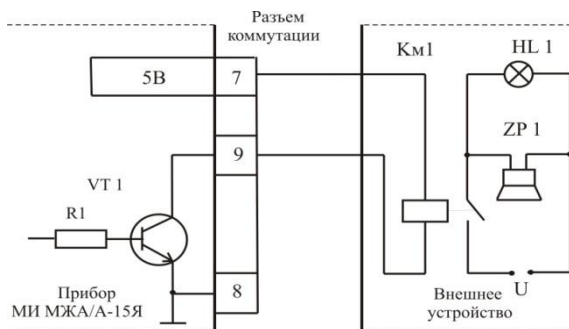 Разъем
коммутации
Км1
HL 1
5В
7
ZP 1
9
VT 1
R1
Прибор
МИ МЖА/А-15Я
8
Внешнее
устройство
U